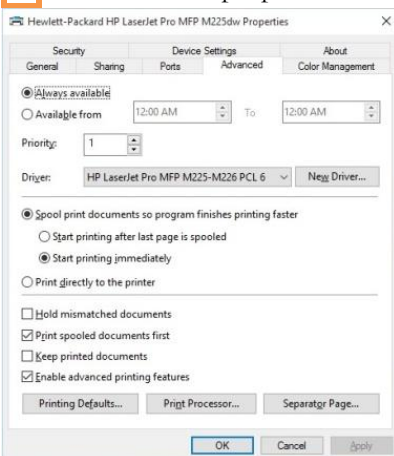 Hewlett-Packard HP LaserJet Pro MFP M225dw Properties
Security Device Settings About
General Sharing Ports Advanced Color Management
Always available
Available from 12:00 AM To 12:00 AM
Priority: 1
Driver: HP LaserJet Pro MFP M225-M226 PCL 6 New Driver...
Spool print documents so program finishes printing faster
Start printing after last page is spooled
Start printing immediately
Print directly to the printer
Hold mismatched documents
Print spooled documents first
Keep printed documents
Enable advanced printing features
Printing Defaults... Print Processor... Separator Page...
OK Cancel Apply